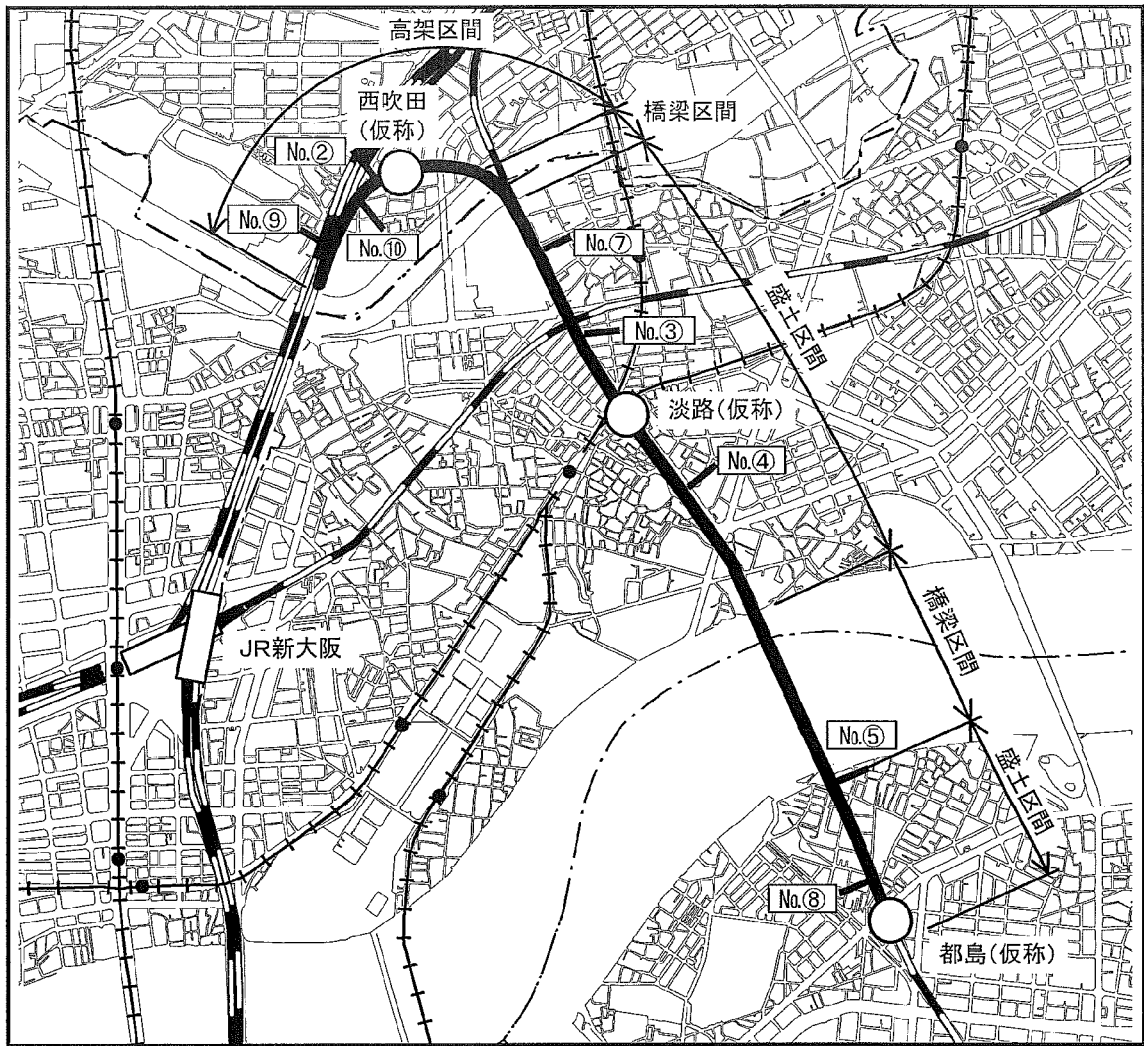 高架区間
西吹田
(仮称)
橋梁区間
No.②
No.⑨
No.⑩
No.⑦
盛土区間
No.③
淡路(仮称)
No.④
JR新大阪
橋梁区間
No.⑤
盛土区間
No.⑧
都島(仮称)